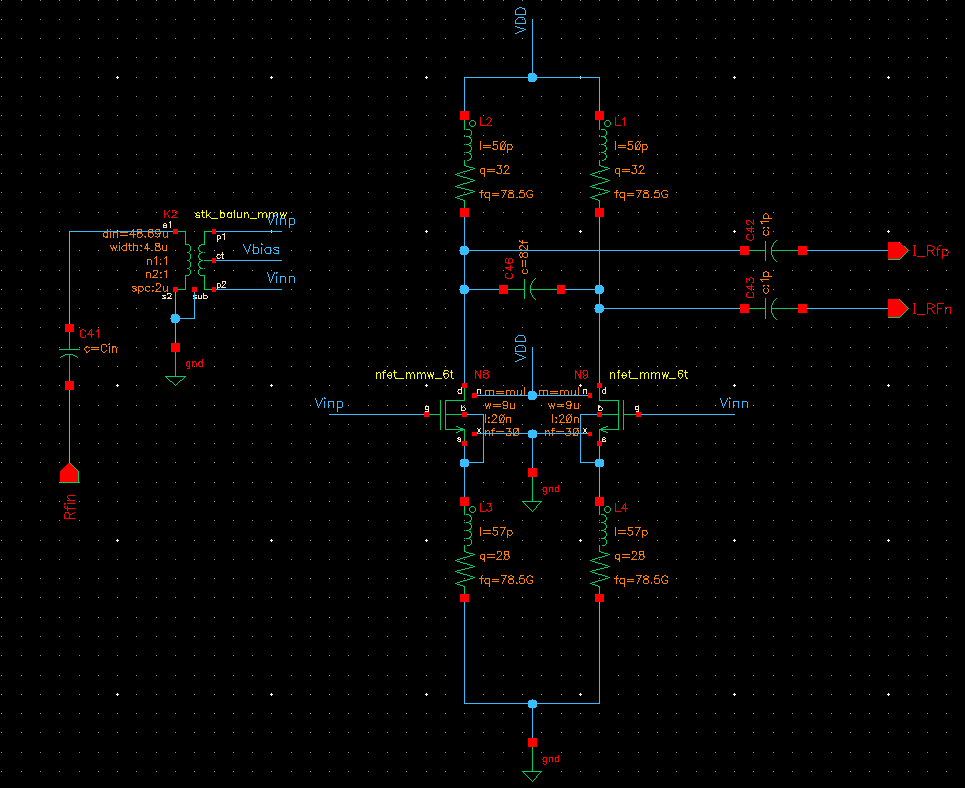 VDD
L2
l=50p
q=32
fq=78.5G
L1
l=50p
q=32
fq=78.5G
K2
stk_balun_mmw
Vinp
s1
p1
din=48.89u
width:4.8u
n1:1
n2:1
spc:2u
ct
Vbias
Vinn
s2
sub
p2
gnd
C41
c=Cin
Rfin
C46
c=82f
C42
c:1p
I_Rfp
C43
c:1p
I_RFn
VDD
nfet_mmw_6t
N8
N9
nfet_mmw_6t
d
n
m=mul
m=mul
n
d
Vinp
g
b
w=9u
l:20n
nf=30
w=9u
l:20n
nf=30
b
g
Vinn
s
x
x
s
gnd
L3
l=57p
q=28
fq=78.5G
L4
l=57p
q=28
fq=78.5G
gnd